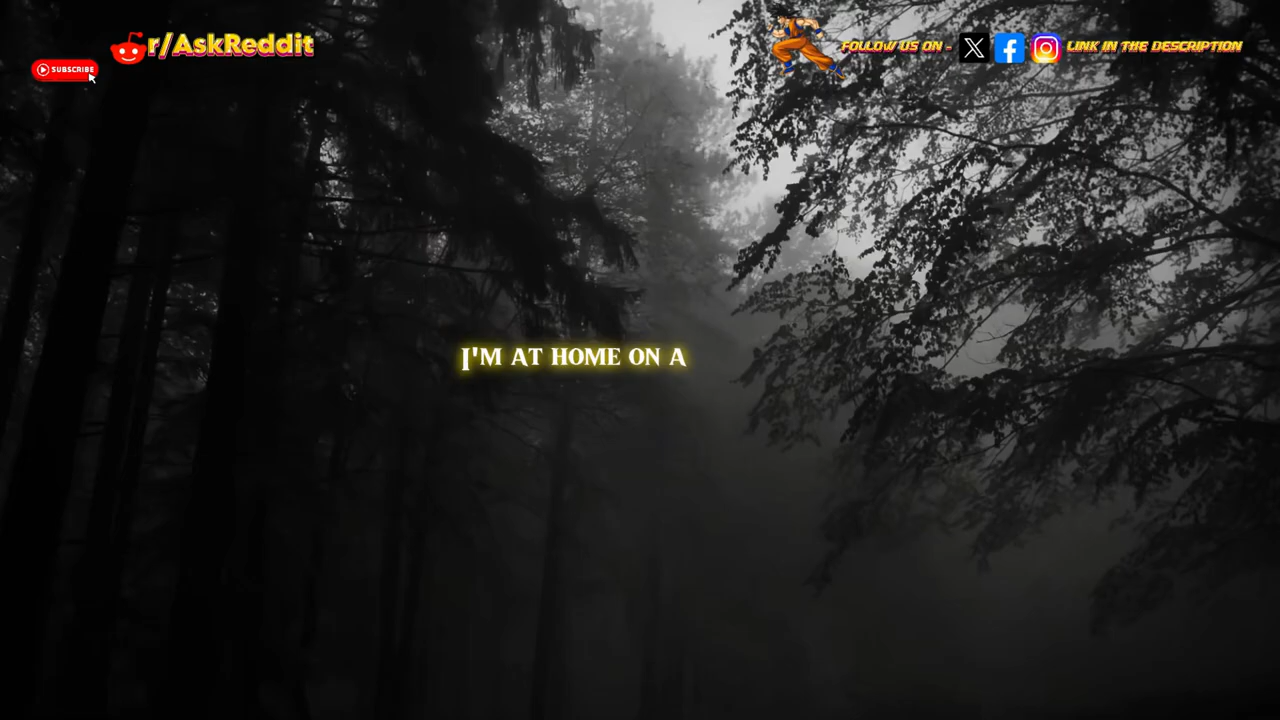 r/AskReddit
SUBSCRIBE
FOLLOW US ON -
LINK IN THE DESCRIPTION
I'M AT HOME ON A